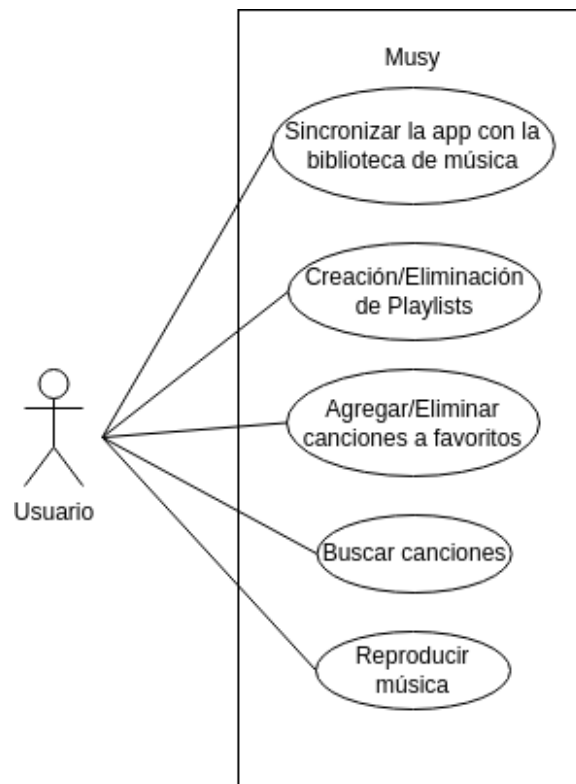 Musy
Sincronizar la app con la
biblioteca de música
Creación/Eliminación
de Playlists
Agregar/Eliminar
canciones a favoritos
Usuario
Buscar canciones
Reproducir
música